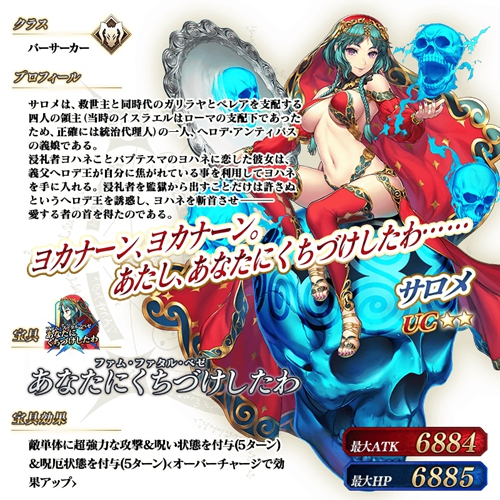 クラス
バーサーカー
プロフィール
サロメは、救世主と同時代のガリラヤとペレアを支配する
四人の領主(当時のイスラエルはローマの支配下であった
ため、正確には統治代理人)の一人、ヘロデ・アンティパス
の義娘である。
浸礼者ヨハネことバプテスマのヨハネに恋した彼女は、
義父ヘロデ王が自分に焦がれている事を利用してヨハネ
を手に入れる。浸礼者を監獄から出すことだけは許さぬ
というヘロデ王を誘惑し、ヨハネを斬首させ――
愛する者の首を得たのである。
ヨカナーン、ヨカナーン。
あたし、あなたにくちづけしたわ……
サロメ
UC★★
宝具
あなたに
くちづけしたわ
ファム・ファタル・ベゼ
あなたにくちづけしたわ
宝具効果
敵単体に超強力な攻撃&呪い状態を付与(5ターン)
&呪厄状態を付与(5ターン)<オーバーチャージで効
果アップ>
最大ATK 6884
最大HP 6885